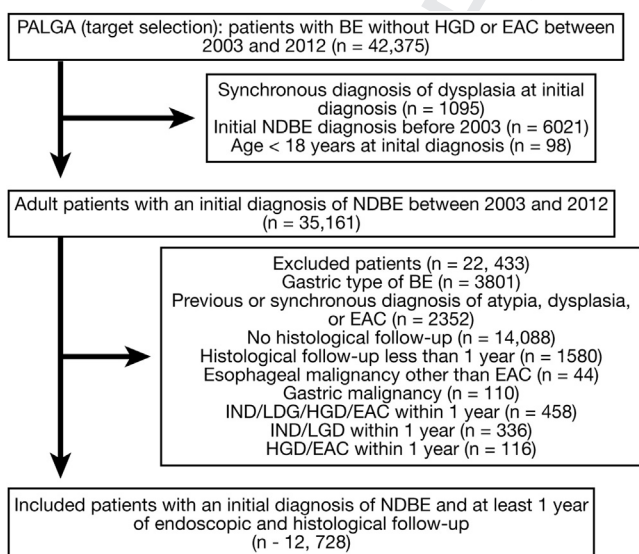 PALGA (target selection): patients with BE without HGD or EAC between
2003 and 2012 (n = 42,375)
Synchronous diagnosis of dysplasia at initial
diagnosis (n = 1095)
Initial NDBE diagnosis before 2003 (n = 6021)
Age < 18 years at inital diagnosis (n = 98)
Adult patients with an initial diagnosis of NDBE between 2003 and 2012
(n = 35,161)
Excluded patients (n = 22, 433)
Gastric type of BE (n = 3801)
Previous or synchronous diagnosis of atypia, dysplasia,
or EAC (n = 2352)
No histological follow-up (n = 14,088)
Histological follow-up less than 1 year (n = 1580)
Esophageal malignancy other than EAC (n = 44)
Gastric malignancy (n = 110)
IND/LDG/HGD/EAC within 1 year (n = 458)
IND/LGD within 1 year (n = 336)
HGD/EAC within 1 year (n = 116)
Included patients with an initial diagnosis of NDBE and at least 1 year
of endoscopic and histological follow-up
(n - 12, 728)